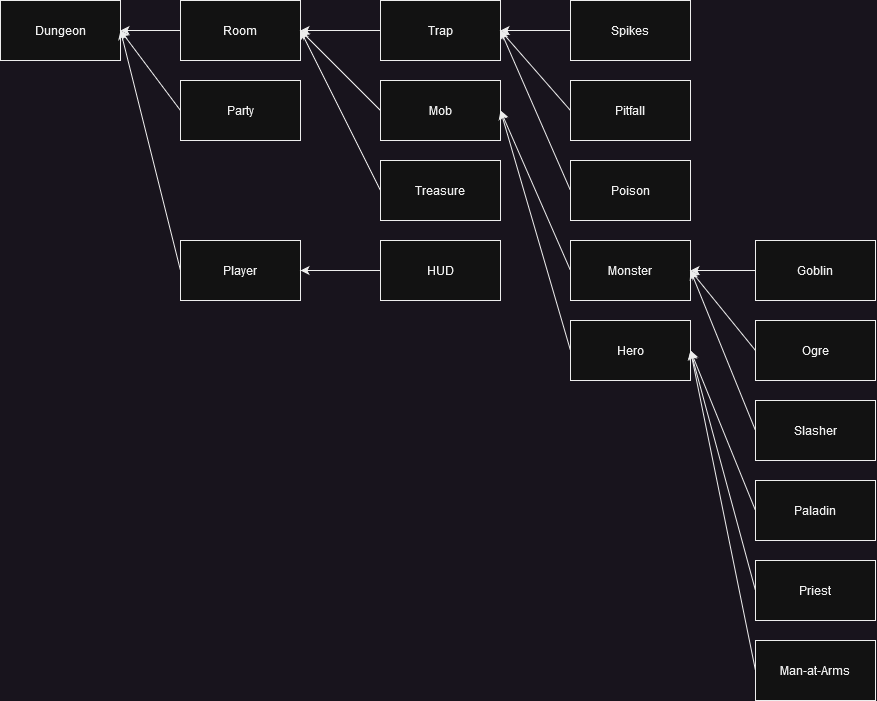 Dungeon
Room
Trap
Spikes
Party
Mob
Pitfall
Treasure
Poison
Player
HUD
Monster
Goblin
Hero
Ogre
Slasher
Paladin
Priest
Man-at-Arms